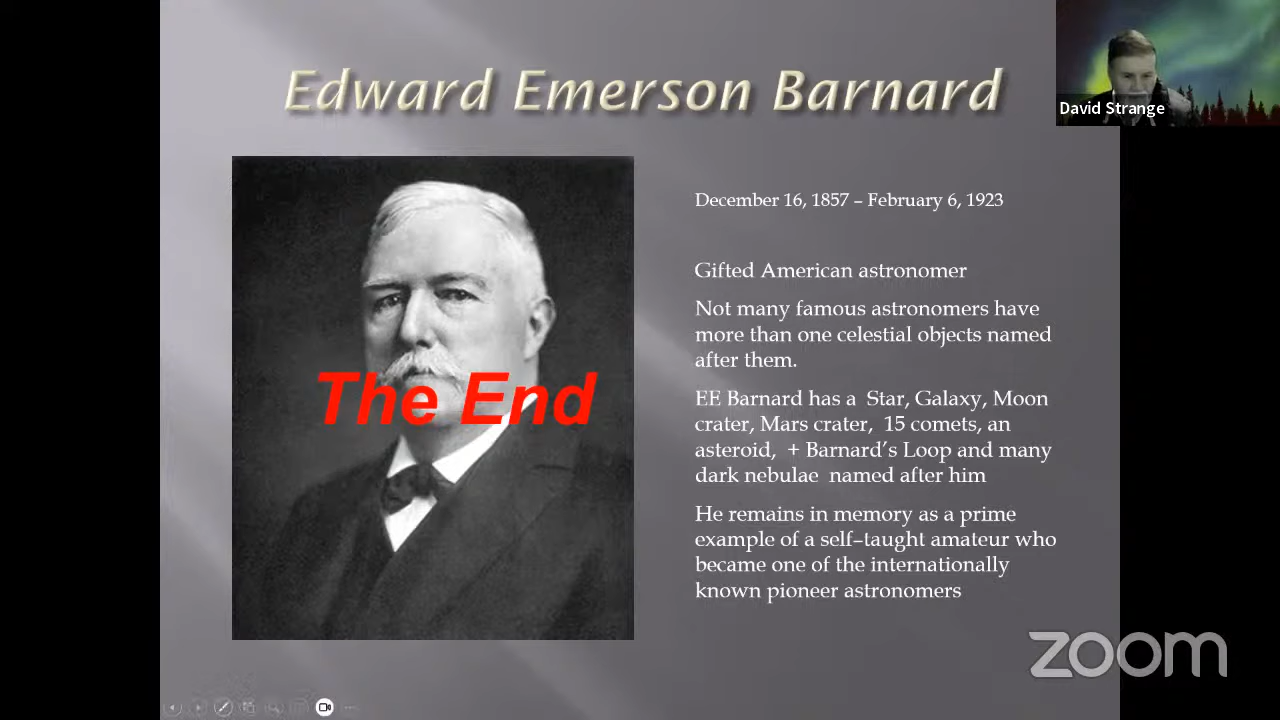 Edward Emerson Barnard
David Strange
December 16, 1857 – February 6, 1923
Gifted American astronomer
Not many famous astronomers have
more than one celestial objects named
after them.
EE Barnard has a Star, Galaxy, Moon
crater, Mars crater, 15 comets, an
asteroid, + Barnard's Loop and many
dark nebulae named after him
He remains in memory as a prime
example of a self–taught amateur who
became one of the internationally
known pioneer astronomers
The End
zoom